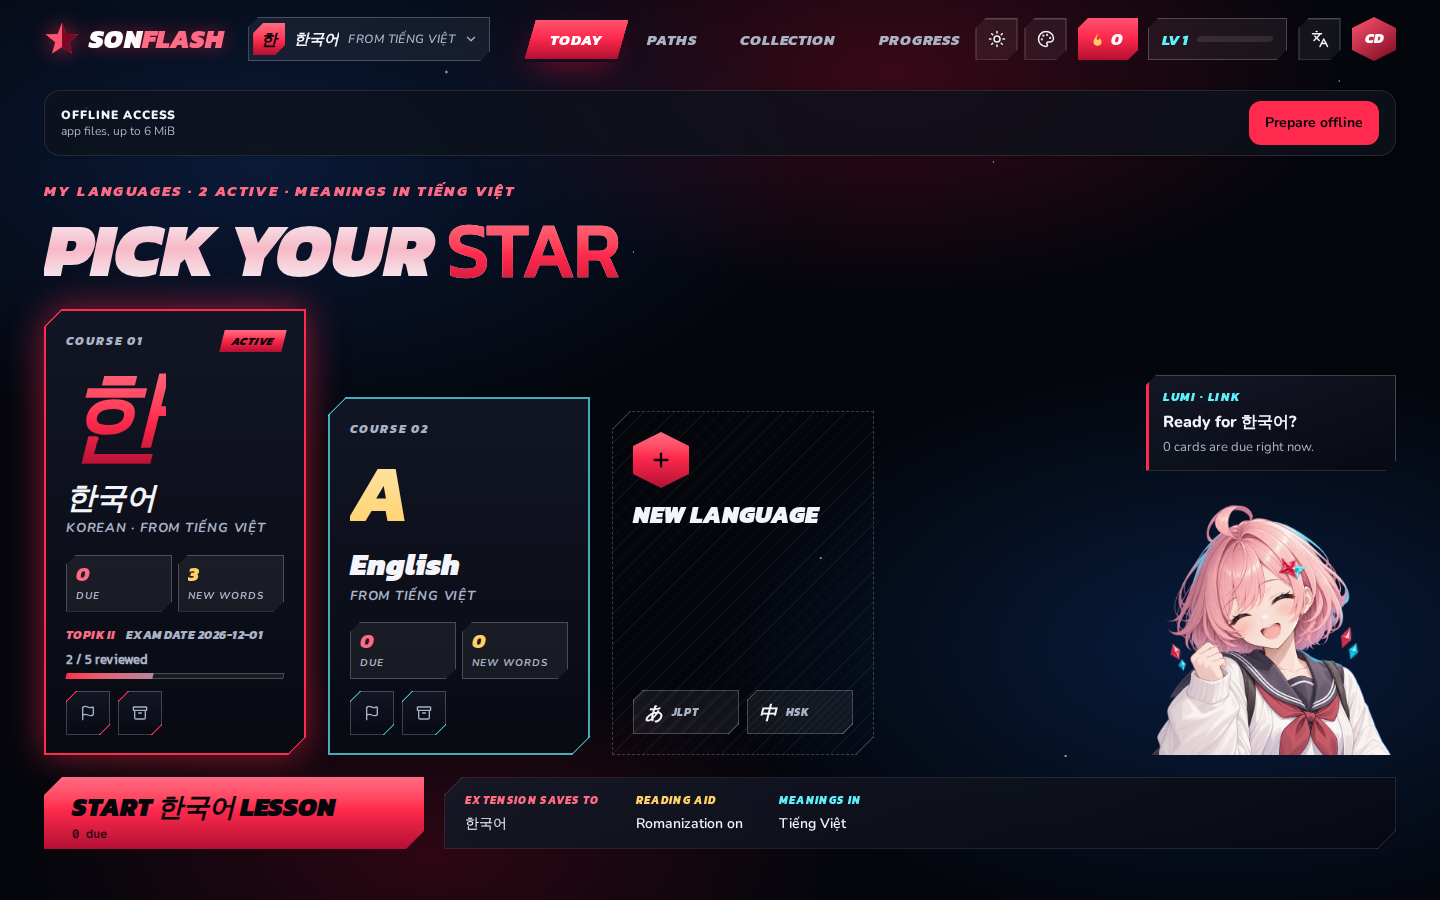 SONFLASH
한 한국어 FROM TIẾNG VIỆT
TODAY
PATHS
COLLECTION
PROGRESS
0
LV 1
CD
OFFLINE ACCESS
app files, up to 6 MiB
Prepare offline
MY LANGUAGES · 2 ACTIVE · MEANINGS IN TIẾNG VIỆT
PICK YOUR STAR
COURSE 01
ACTIVE
한
한국어
KOREAN · FROM TIẾNG VIỆT
0
DUE
3
NEW WORDS
TOPIK II EXAM DATE 2026-12-01
2 / 5 reviewed
COURSE 02
A
English
FROM TIẾNG VIỆT
0
DUE
0
NEW WORDS
+
NEW LANGUAGE
あ JLPT
中 HSK
LUMI · LINK
Ready for 한국어?
0 cards are due right now.
START 한국어 LESSON
0 due
EXTENSION SAVES TO
한국어
READING AID
Romanization on
MEANINGS IN
Tiếng Việt